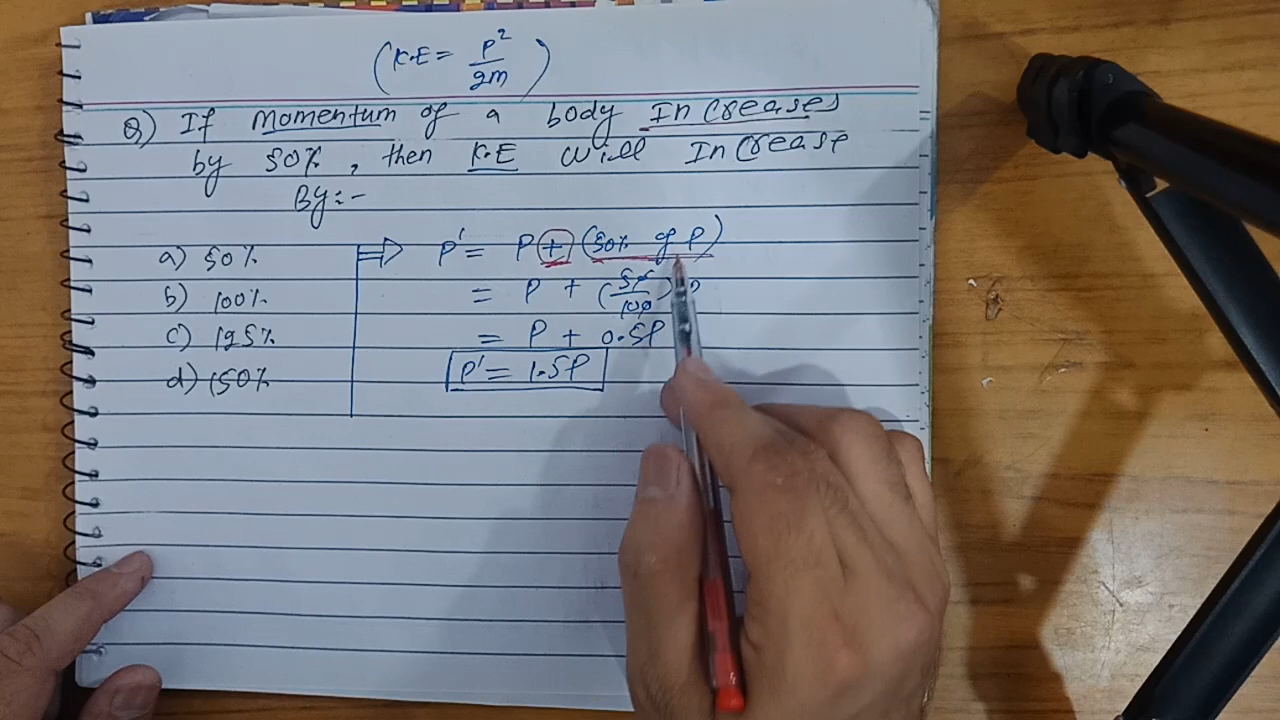 (K.E = P²/2m)
Q) If Momentum of a body Increases
by 50%, then K.E will Increase
By:-
a) 50%
b) 100%
c) 125%
d) 150%
P' = P + (50% of P)
= P + (50/100) P
= P + 0.5P
P' = 1.5P